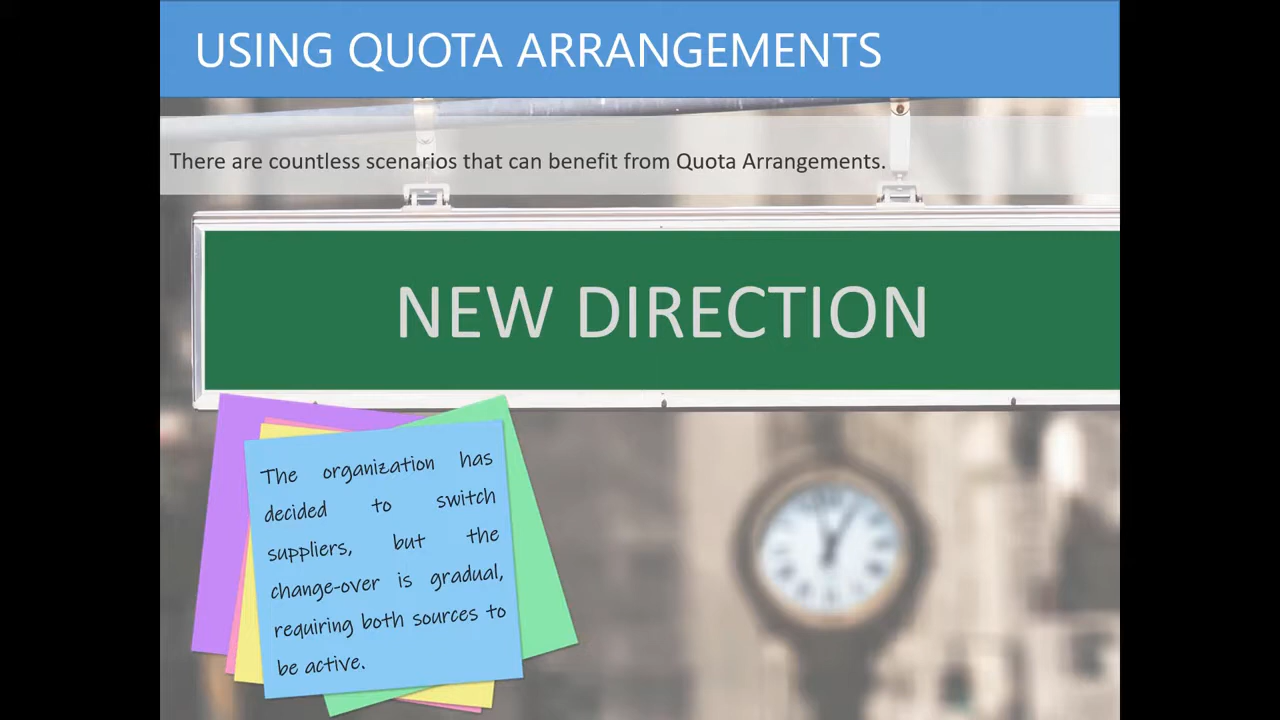 USING QUOTA ARRANGEMENTS
There are countless scenarios that can benefit from Quota Arrangements.
NEW DIRECTION
The organization has
decided to switch
suppliers, but the
change-over is gradual,
requiring both sources to
be active.